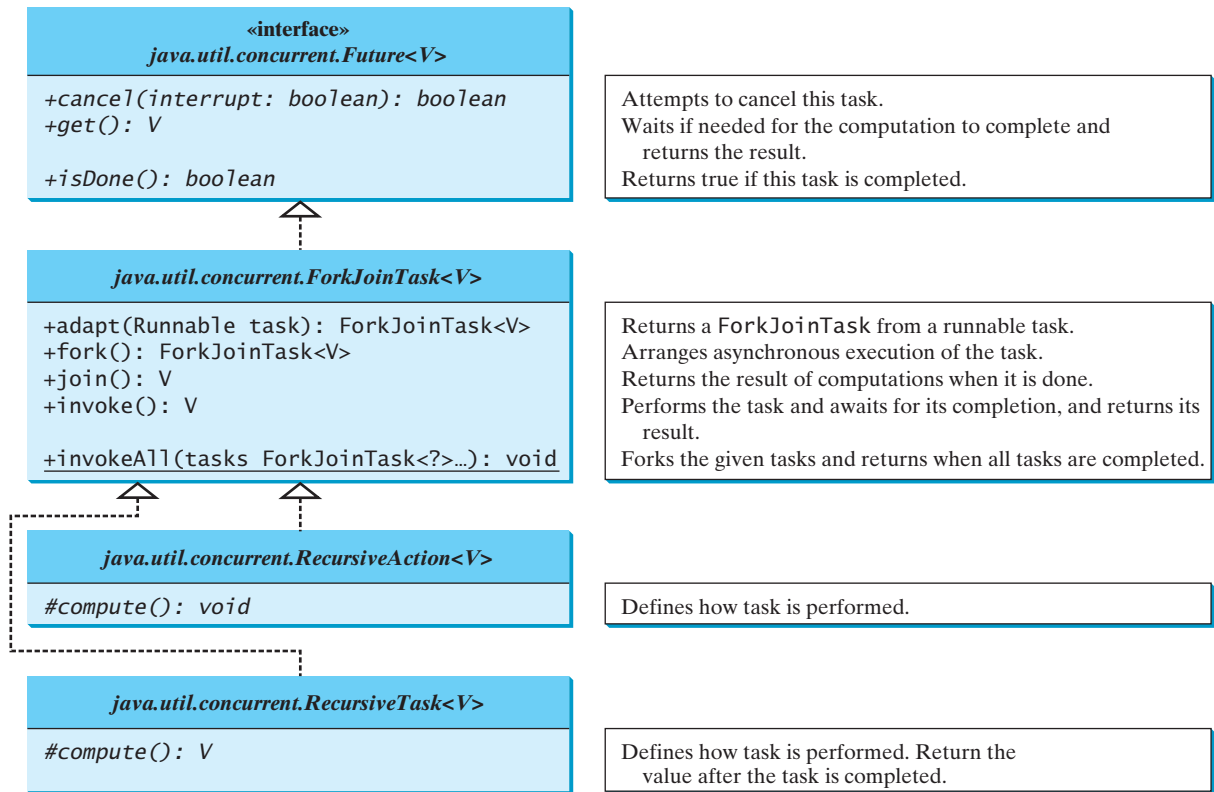 «interface»
java.util.concurrent.Future<V>
+cancel(interrupt: boolean): boolean
+get(): V
+isDone(): boolean
Attempts to cancel this task.
Waits if needed for the computation to complete and
returns the result.
Returns true if this task is completed.
java.util.concurrent.ForkJoinTask<V>
+adapt(Runnable task): ForkJoinTask<V>
+fork(): ForkJoinTask<V>
+join(): V
+invoke(): V
+invokeAll(tasks ForkJoinTask<?>…): void
Returns a ForkJoinTask from a runnable task.
Arranges asynchronous execution of the task.
Returns the result of computations when it is done.
Performs the task and awaits for its completion, and returns its
result.
Forks the given tasks and returns when all tasks are completed.
java.util.concurrent.RecursiveAction<V>
#compute(): void
Defines how task is performed.
java.util.concurrent.RecursiveTask<V>
#compute(): V
Defines how task is performed. Return the
value after the task is completed.